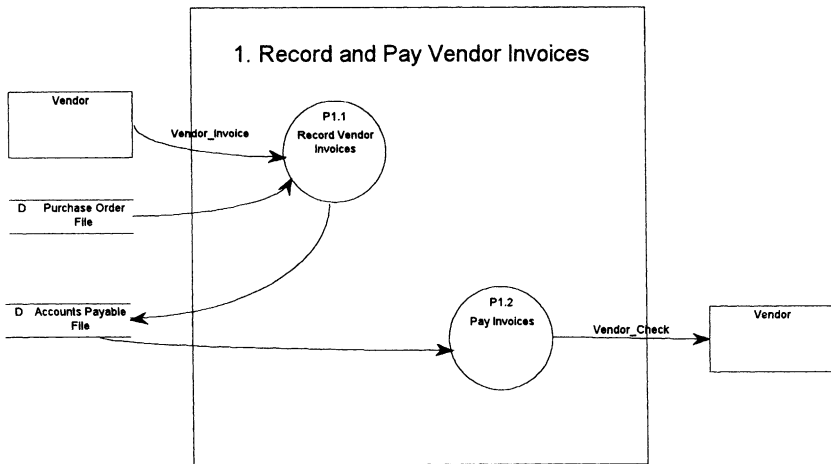 1. Record and Pay Vendor Invoices
Vendor
Vendor_Invoice
P1.1
Record Vendor
Invoices
D Purchase Order
File
D Accounts Payable
File
P1.2
Pay Invoices
Vendor_Check
Vendor